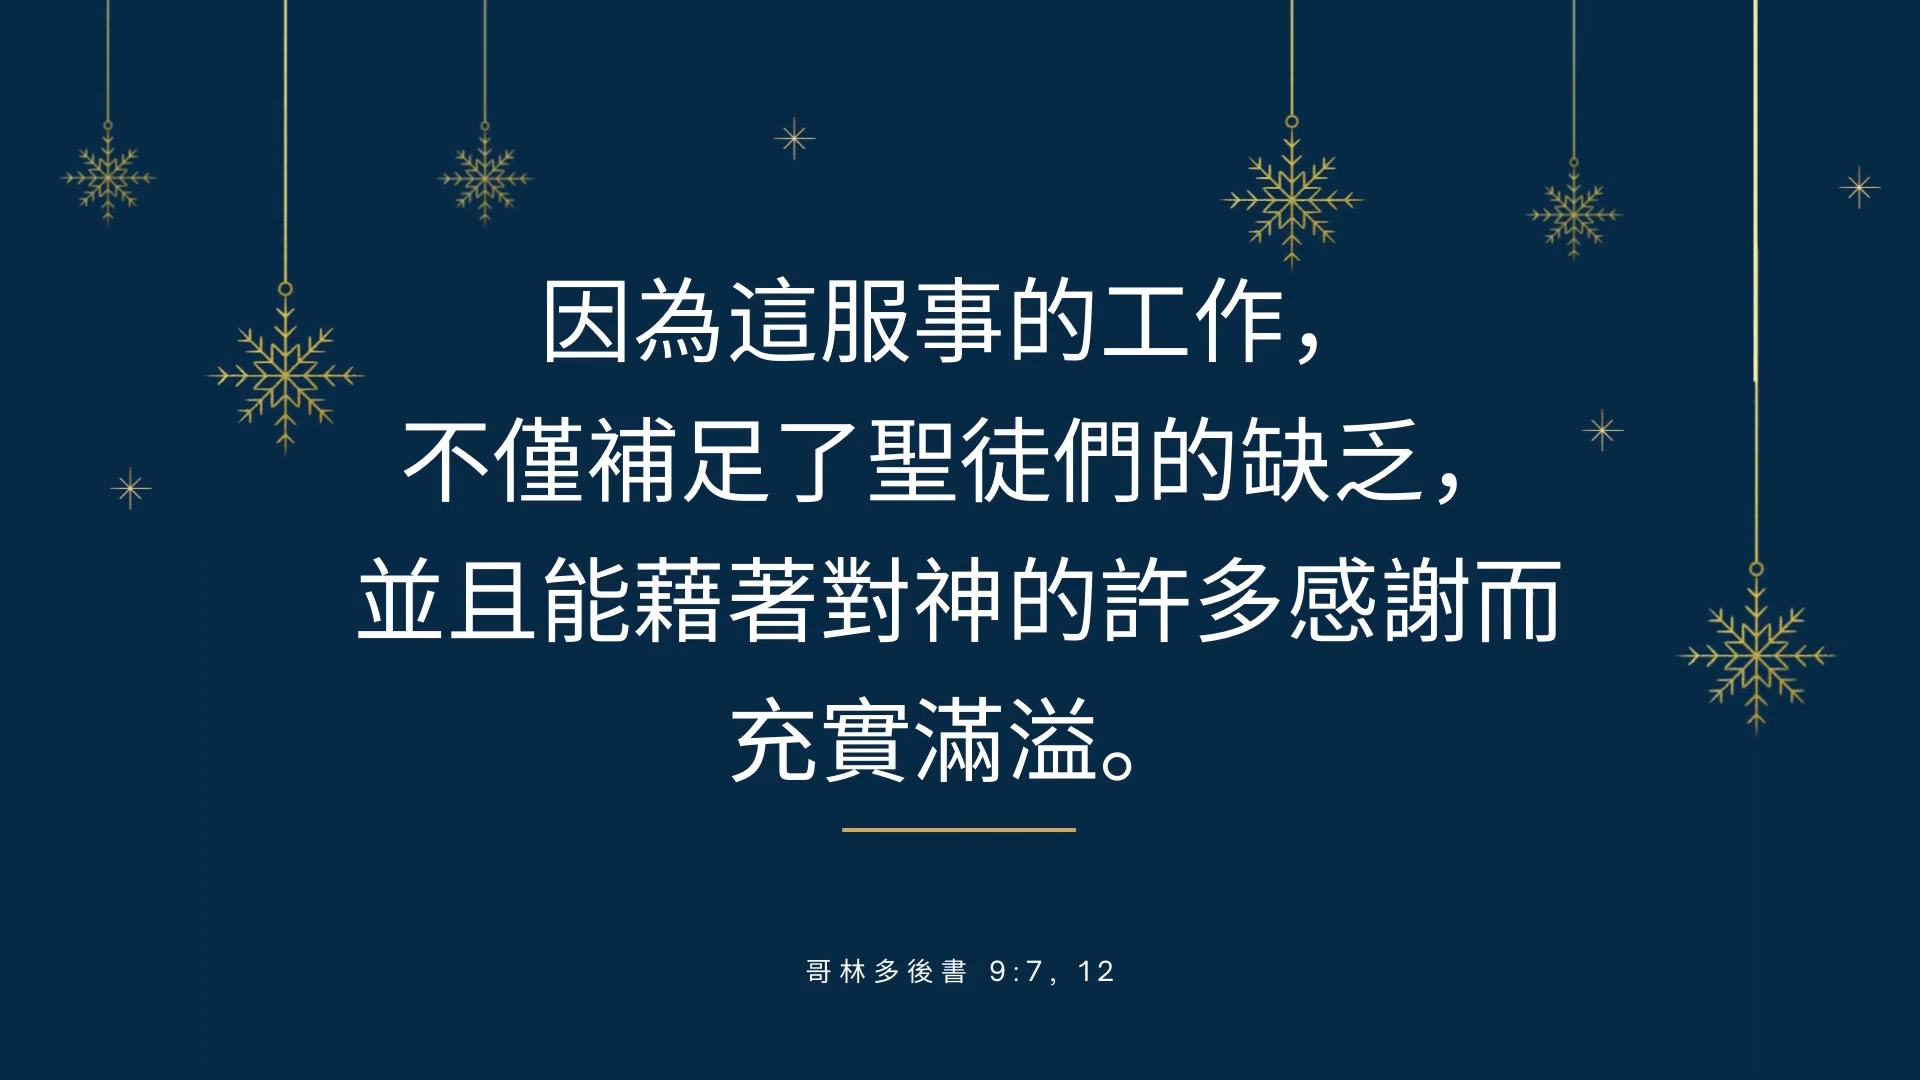 因為這服事的工作，
不僅補足了聖徒們的缺乏，
並且能藉著對神的許多感謝而
充實滿溢。
哥林多後書 9:7, 12